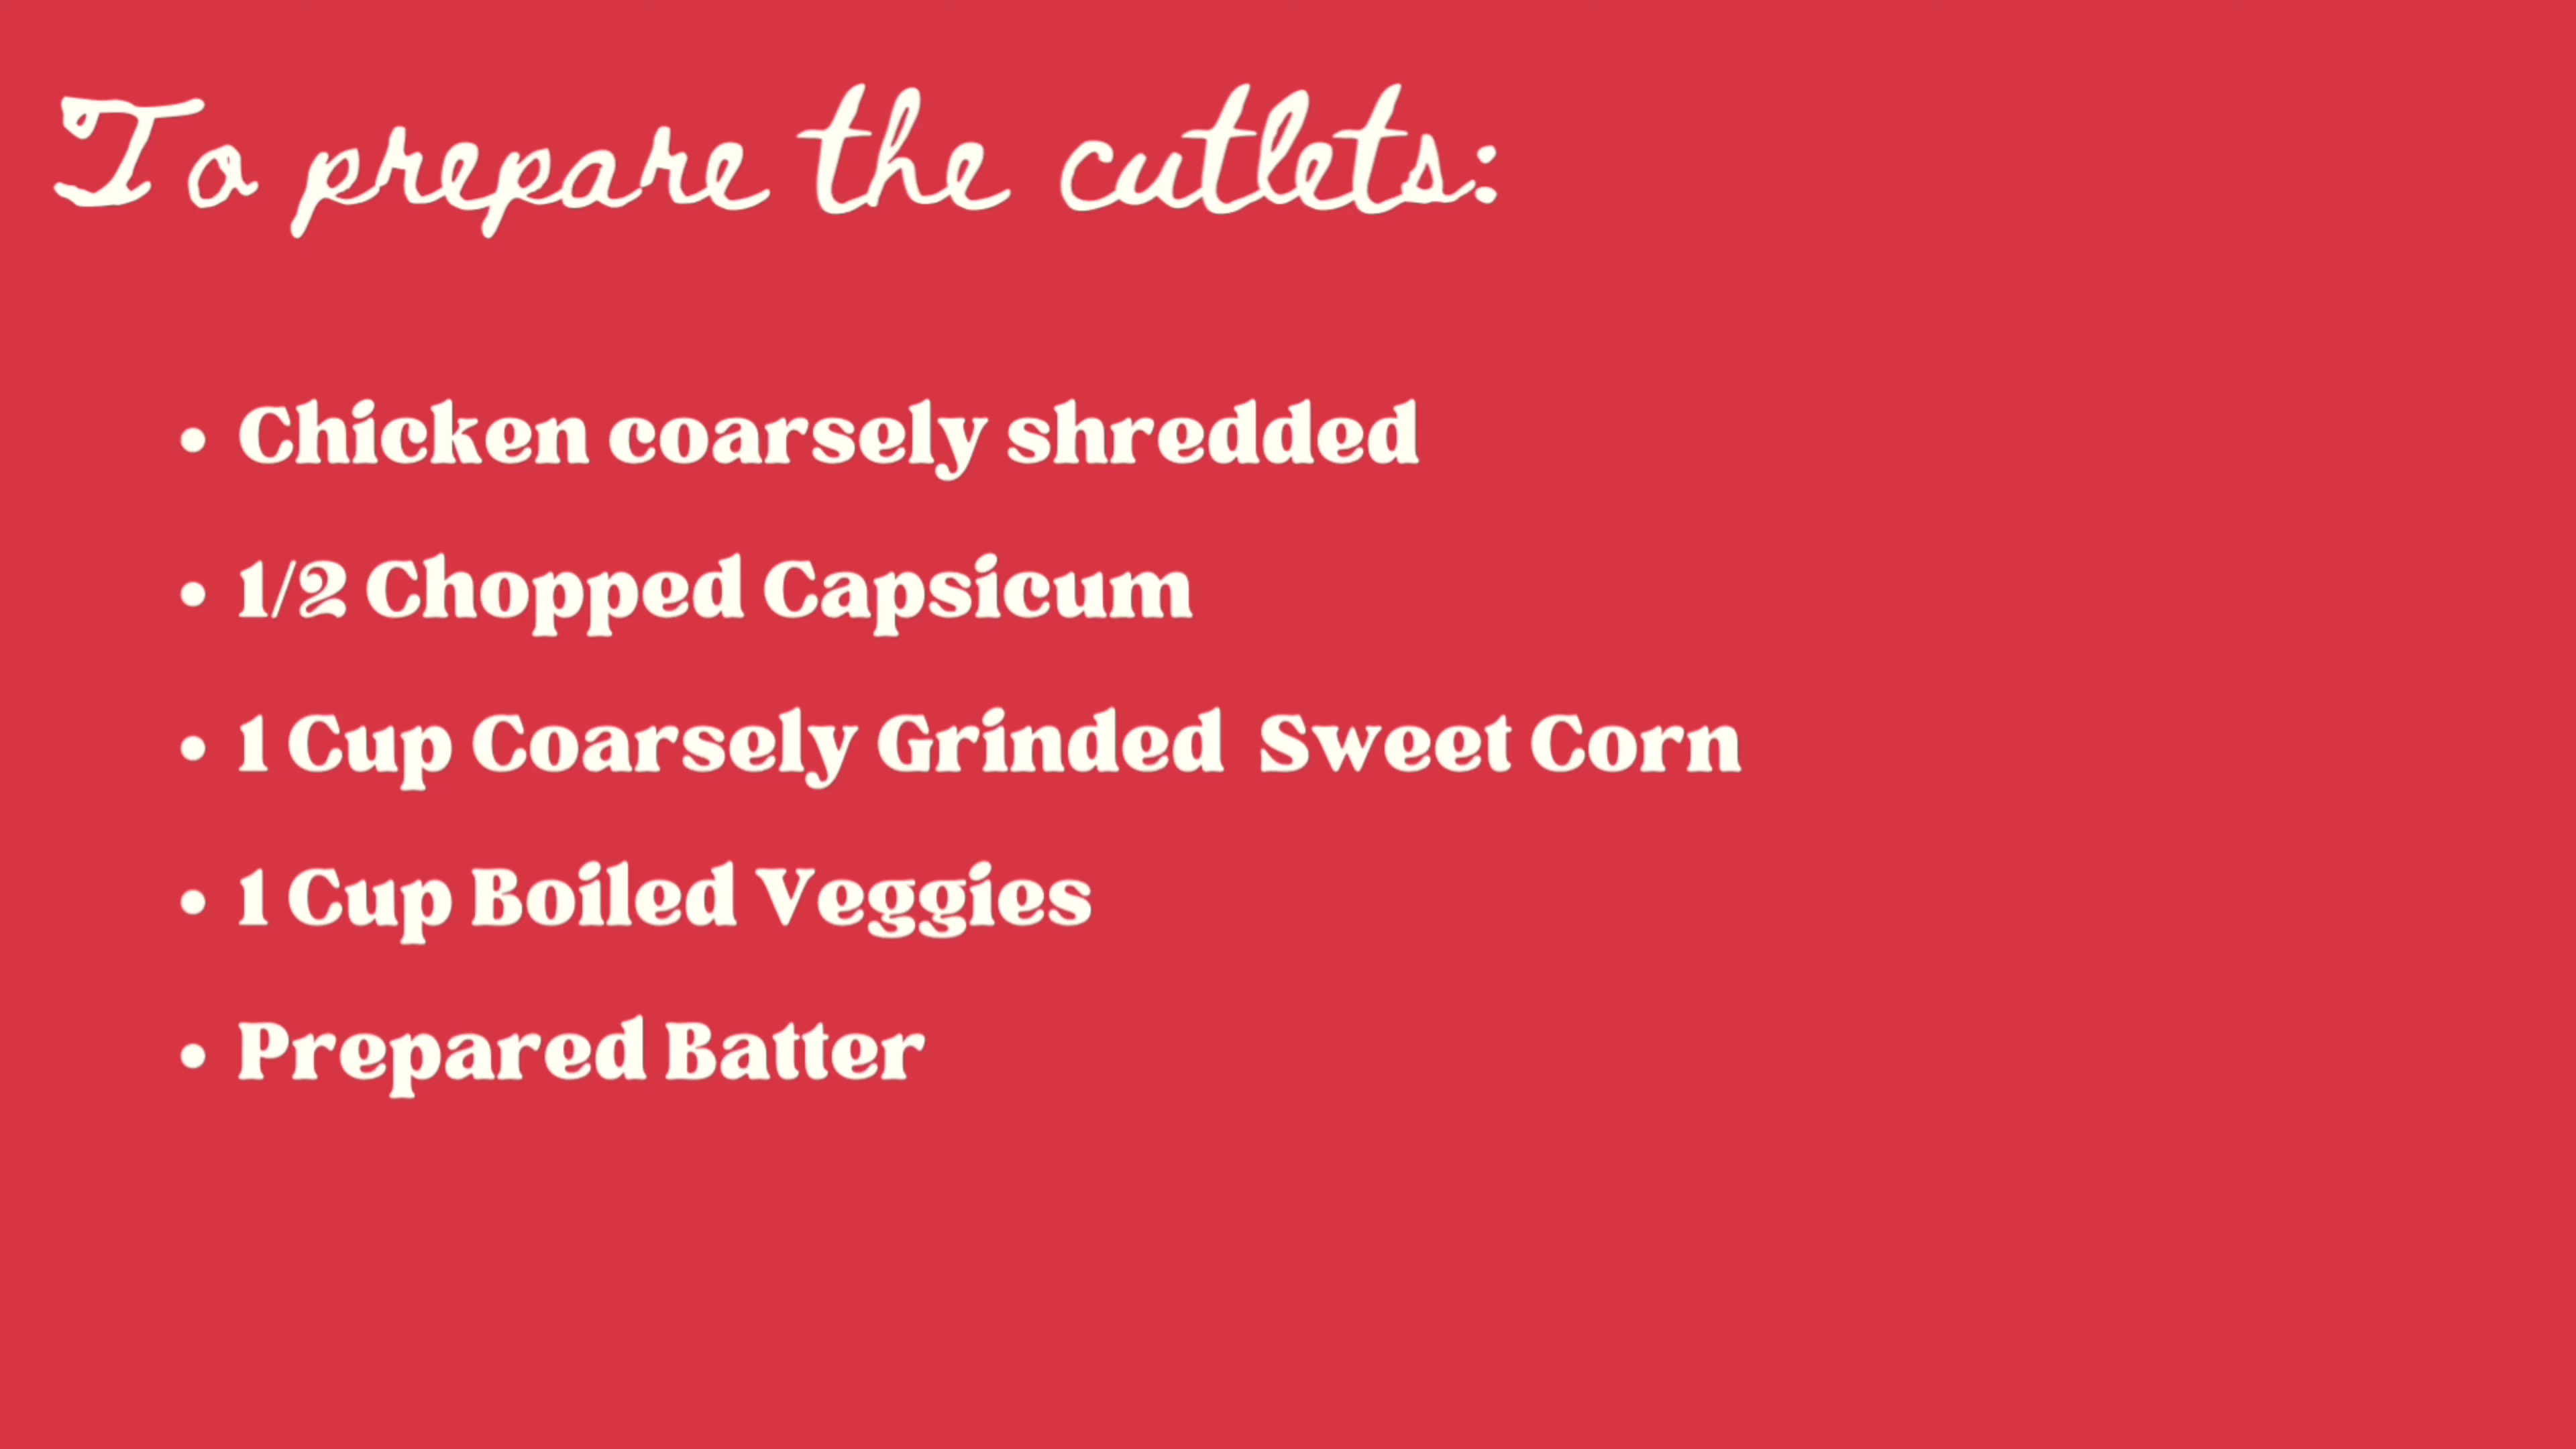 To prepare the cutlets:
• Chicken coarsely shredded
• 1/2 Chopped Capsicum
• 1 Cup Coarsely Grinded Sweet Corn
• 1 Cup Boiled Veggies
• Prepared Batter